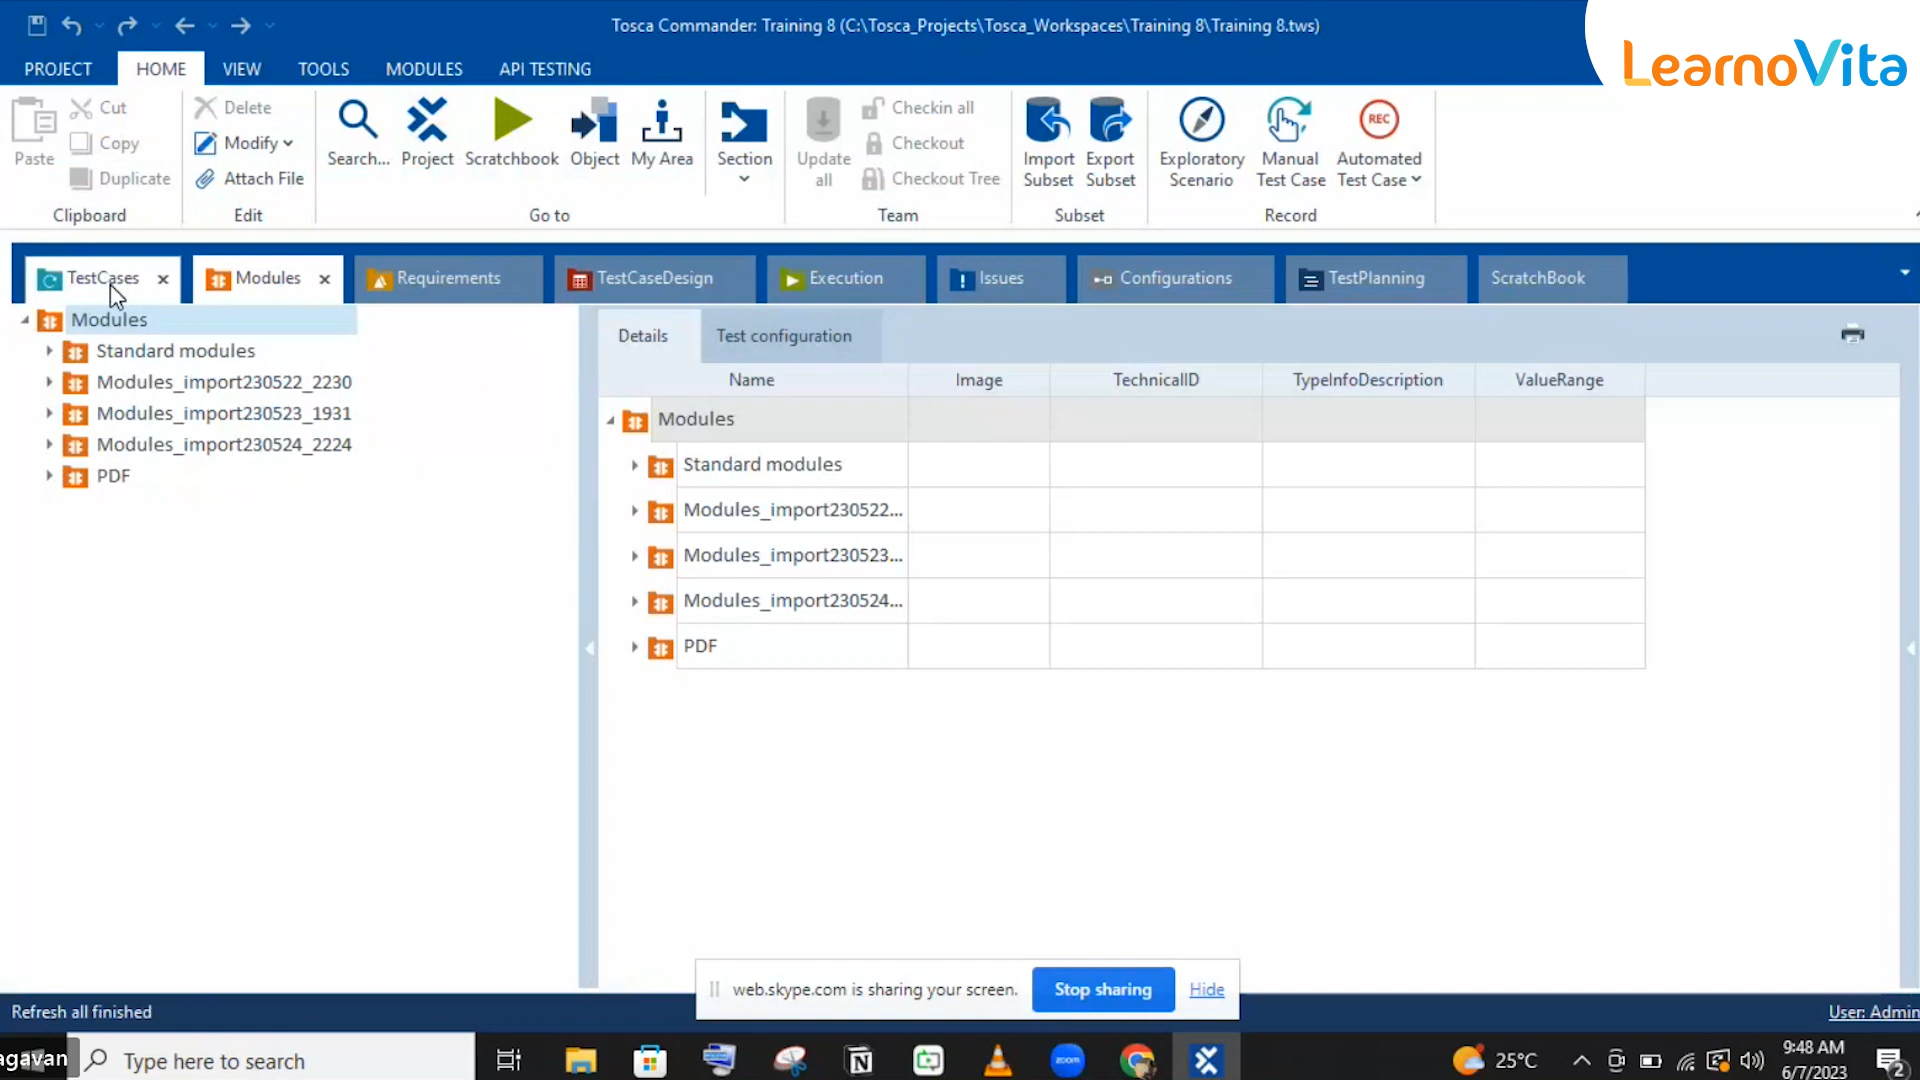 Tosca Commander: Training 8 (C:\Tosca_Projects\Tosca_Workspaces\Training 8\Training 8.tws)
LearnoVita
PROJECT HOME VIEW TOOLS MODULES API TESTING
Paste
Cut
Copy
Duplicate
Clipboard
Delete
Modify
Attach File
Edit
Search...
Project
Scratchbook
Object
My Area
Go to
Section
Update all
Checkin all
Checkout
Checkout Tree
Team
Import Subset
Export Subset
Subset
Exploratory Scenario
Manual Test Case
REC
Automated Test Case
Record
TestCases Modules Requirements TestCaseDesign Execution Issues Configurations TestPlanning ScratchBook
Modules
Standard modules
Modules_import230522_2230
Modules_import230523_1931
Modules_import230524_2224
PDF
Details Test configuration
Name Image TechnicalID TypeInfoDescription ValueRange
Modules
Standard modules
Modules_import230522...
Modules_import230523...
Modules_import230524...
PDF
web.skype.com is sharing your screen. Stop sharing Hide
Refresh all finished
User: Admin
agavan
Type here to search
zoom
25°C
9:48 AM
6/7/2023
2